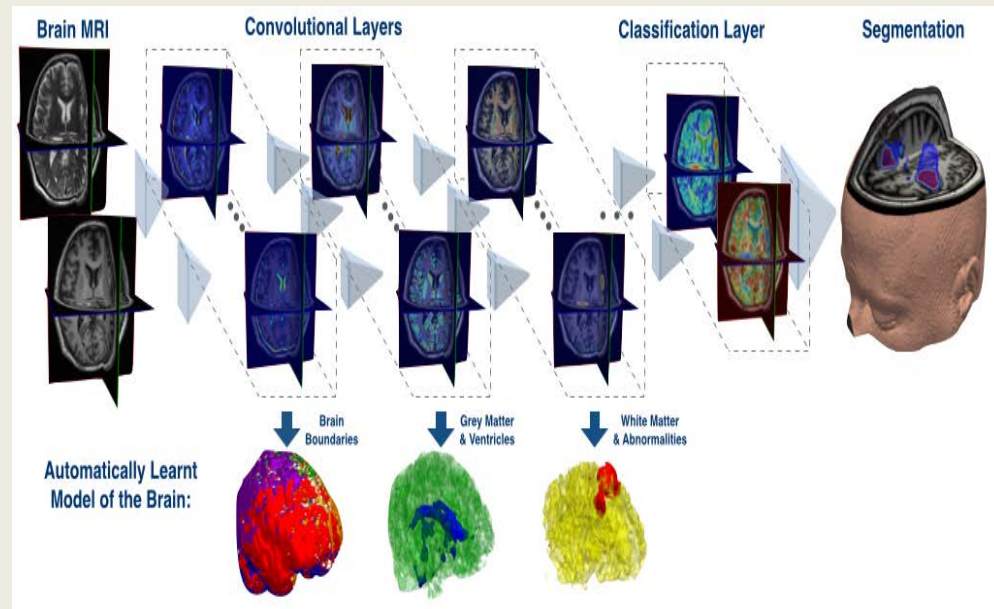 Brain MRI
Convolutional Layers
Classification Layer
Segmentation
Brain
Boundaries
Grey Matter
& Ventricles
White Matter
& Abnormalities
Automatically Learnt
Model of the Brain: